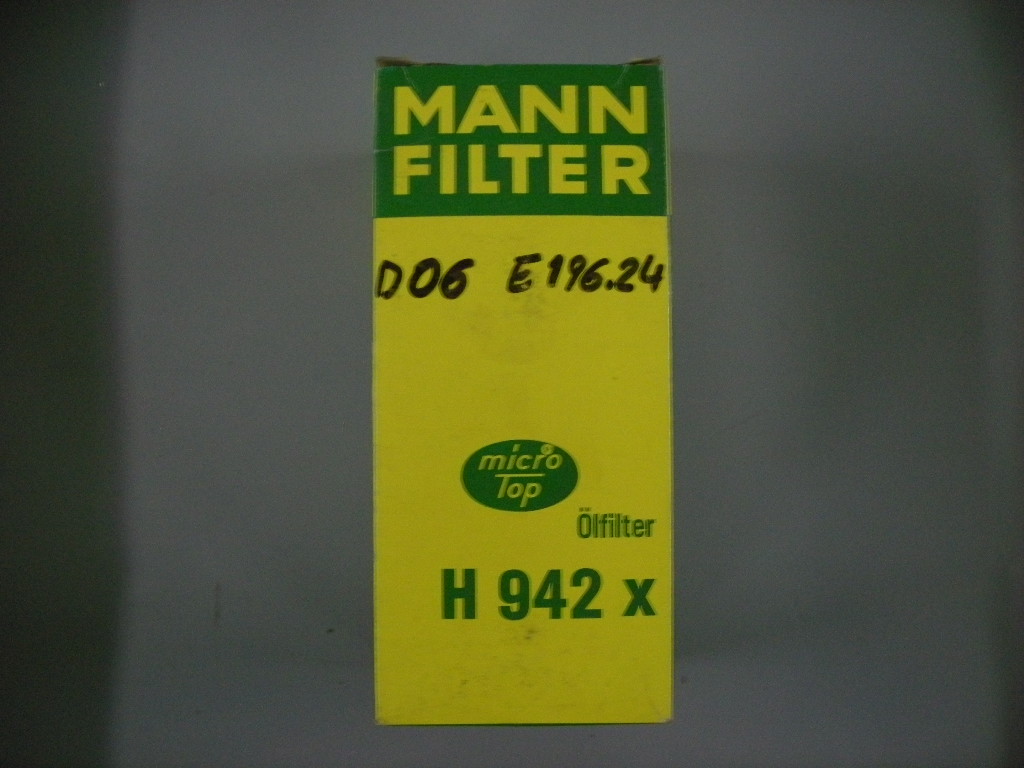 MANN
FILTER
D06 E196.24
micro
Top
Ölfilter
H 942 x